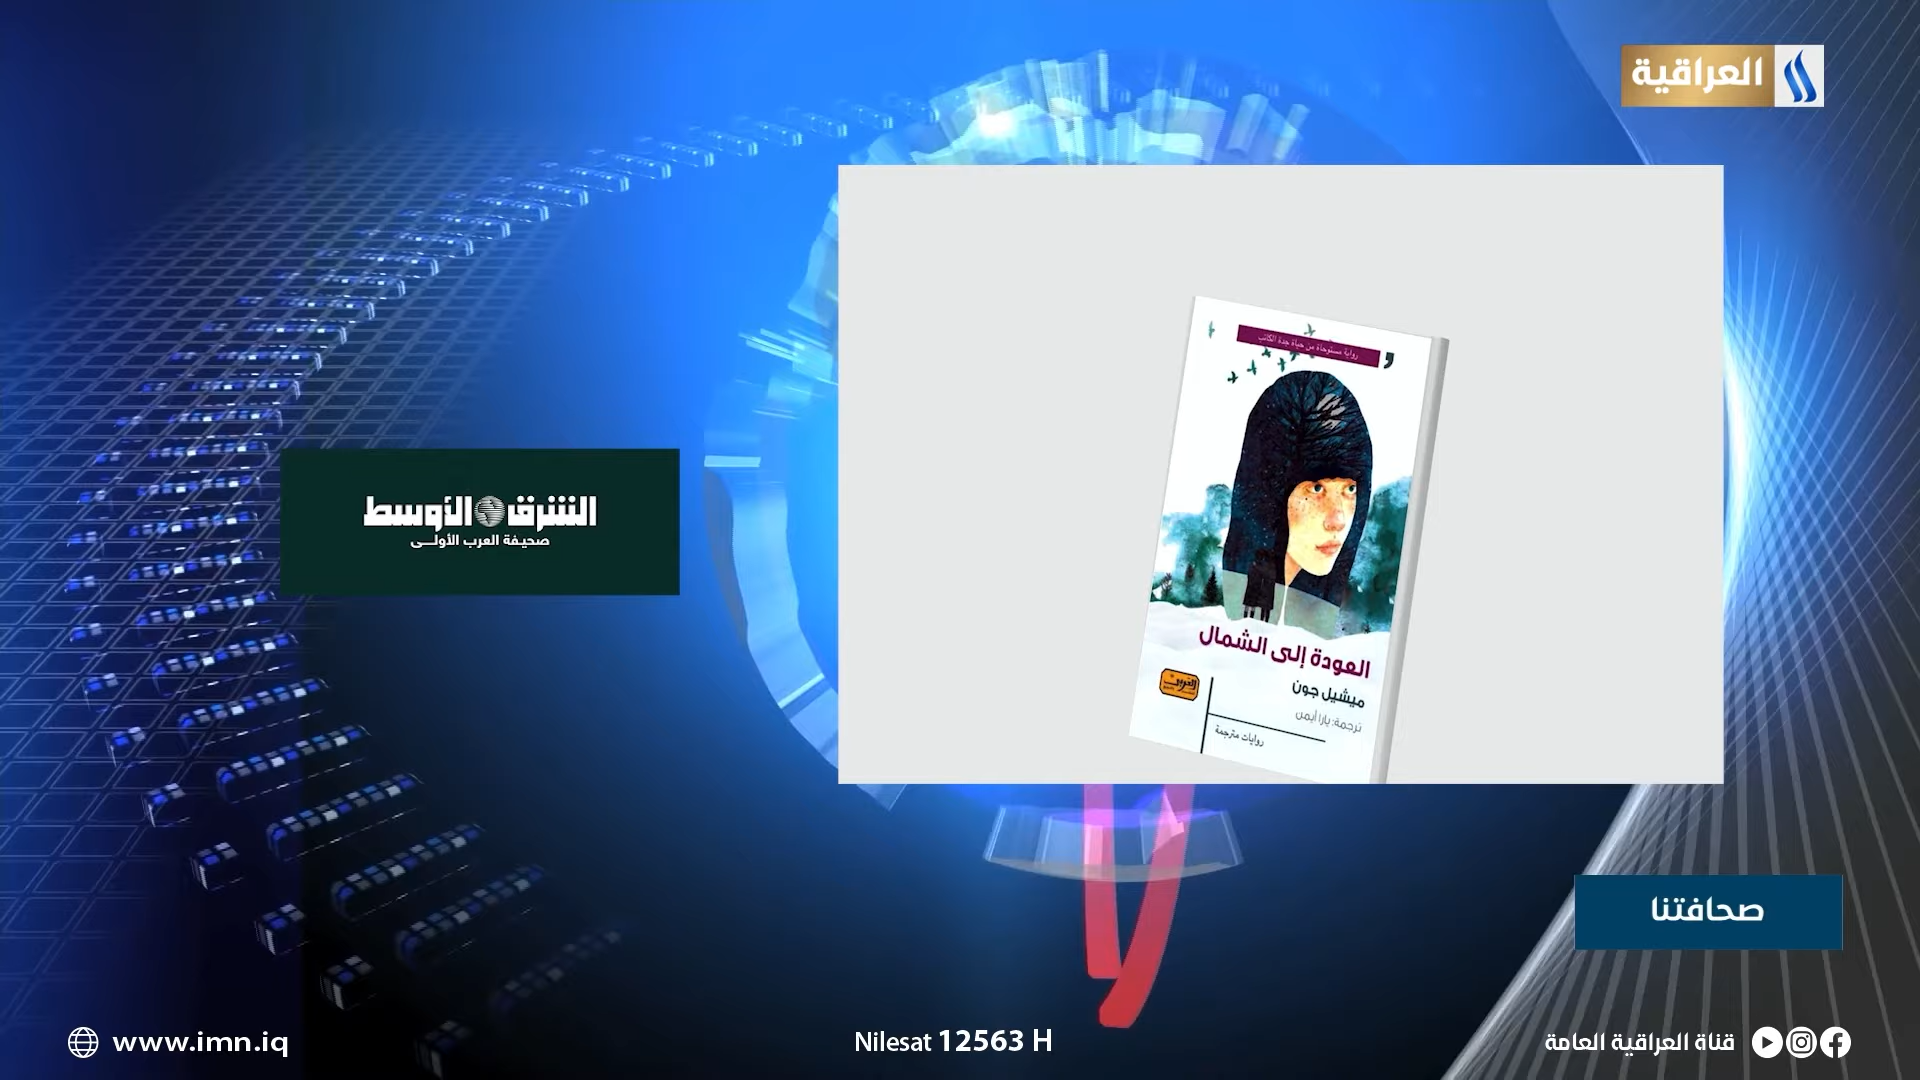 العراقية
رواية مستوحاة من حياة جدة الكاتب
العودة إلى الشمال
ميشيل جون
ترجمة: يارا أيمن
العربي
روايات مترجمة
الشرق الأوسط
صحيفة العرب الأولى
صحافتنا
قناة العراقية العامة
Nilesat 12563 H
www.imn.iq